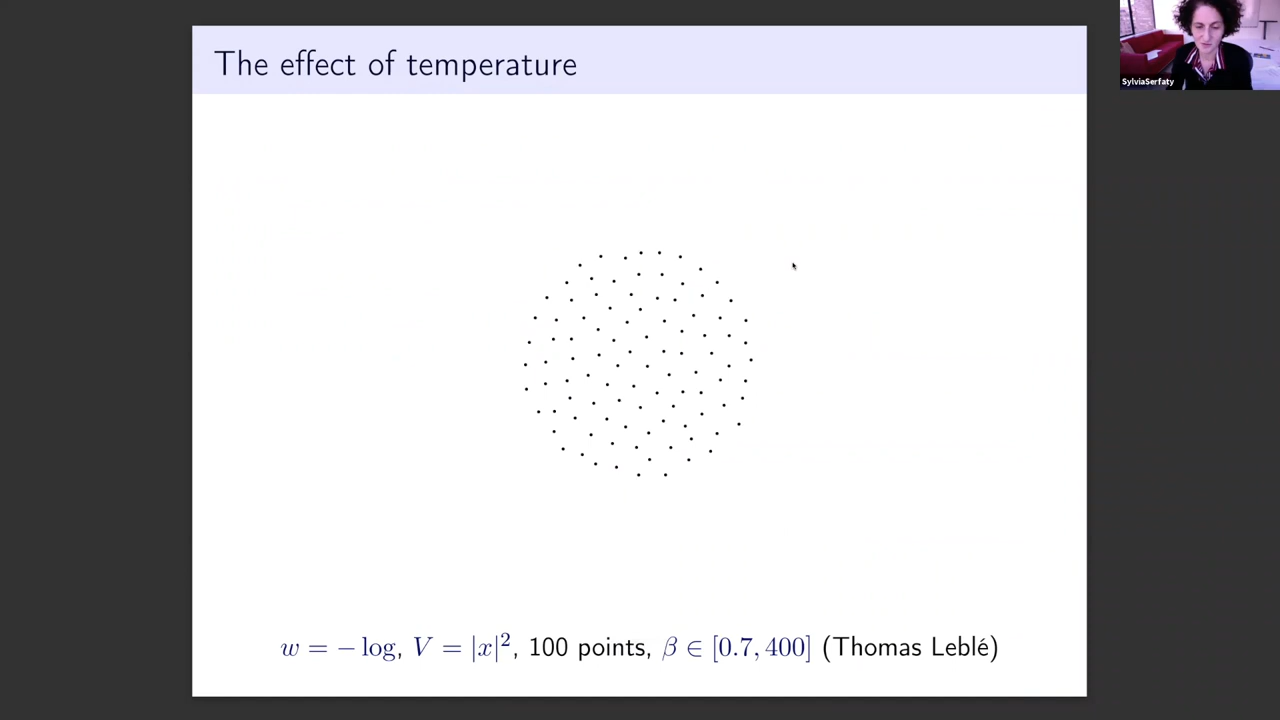 The effect of temperature
SylviaSerfaty
w = − log, V = |x|², 100 points, β ∈ [0.7, 400] (Thomas Leblé)